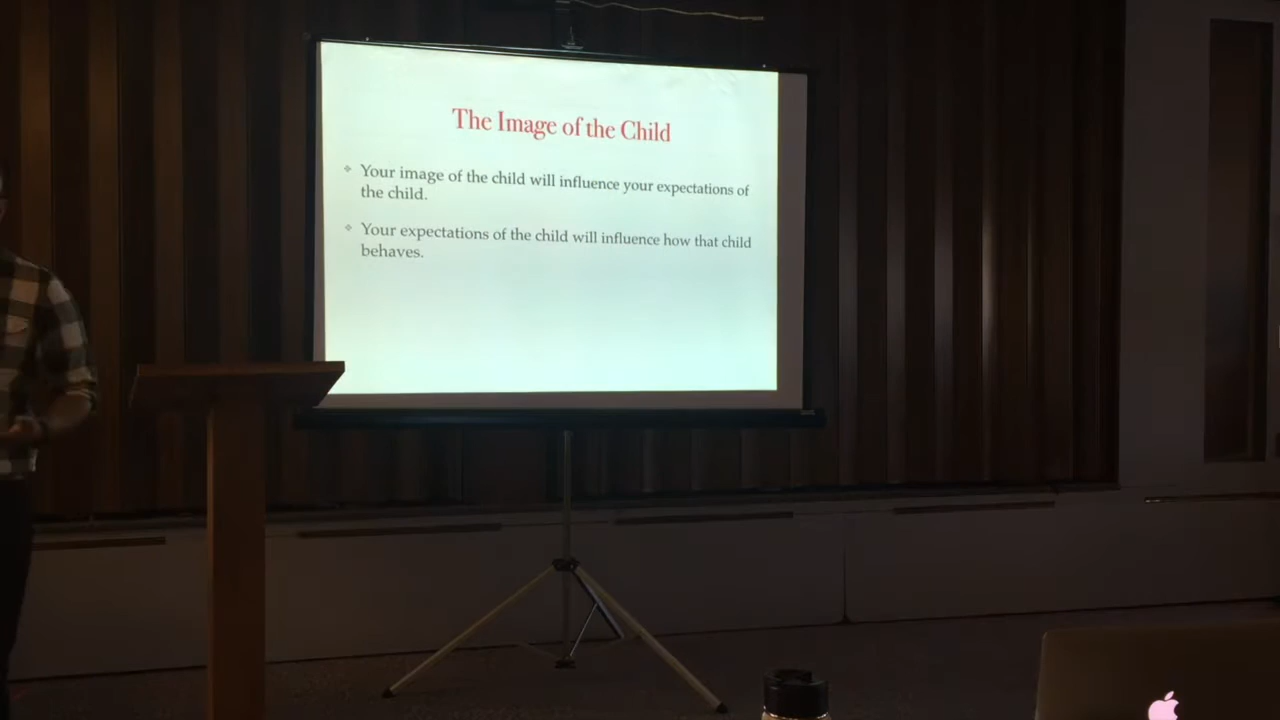 The Image of the Child
Your image of the child will influence your expectations of
the child.
Your expectations of the child will influence how that child
behaves.